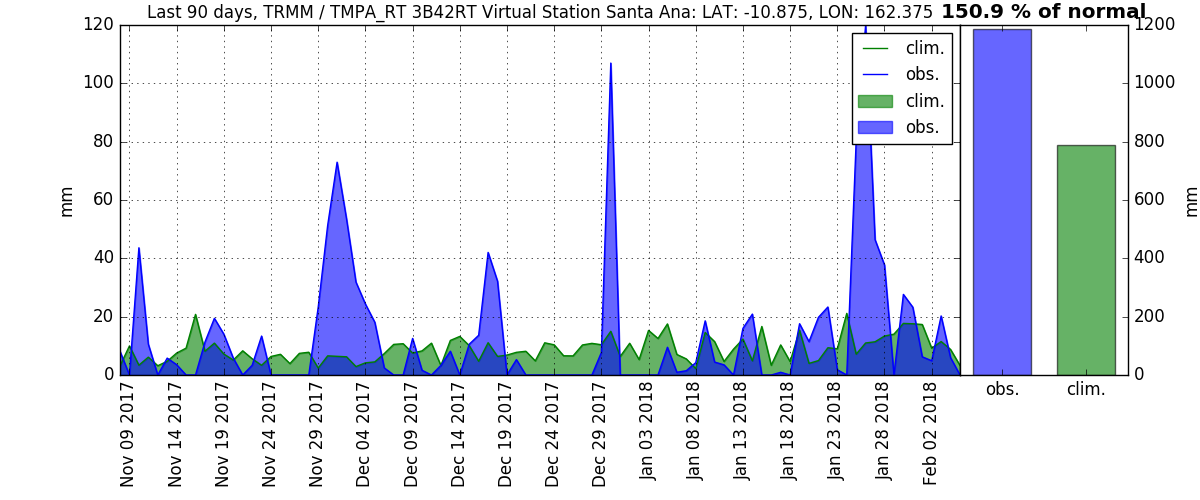 Last 90 days, TRMM / TMPA_RT 3B42RT Virtual Station Santa Ana: LAT: -10.875, LON: 162.375 150.9 % of normal
120
100
80
60
40
20
0
mm
clim.
obs.
clim.
obs.
1200
1000
800
600
400
200
0
mm
Nov 09 2017
Nov 14 2017
Nov 19 2017
Nov 24 2017
Nov 29 2017
Dec 04 2017
Dec 09 2017
Dec 14 2017
Dec 19 2017
Dec 24 2017
Dec 29 2017
Jan 03 2018
Jan 08 2018
Jan 13 2018
Jan 18 2018
Jan 23 2018
Jan 28 2018
Feb 02 2018
obs.
clim.